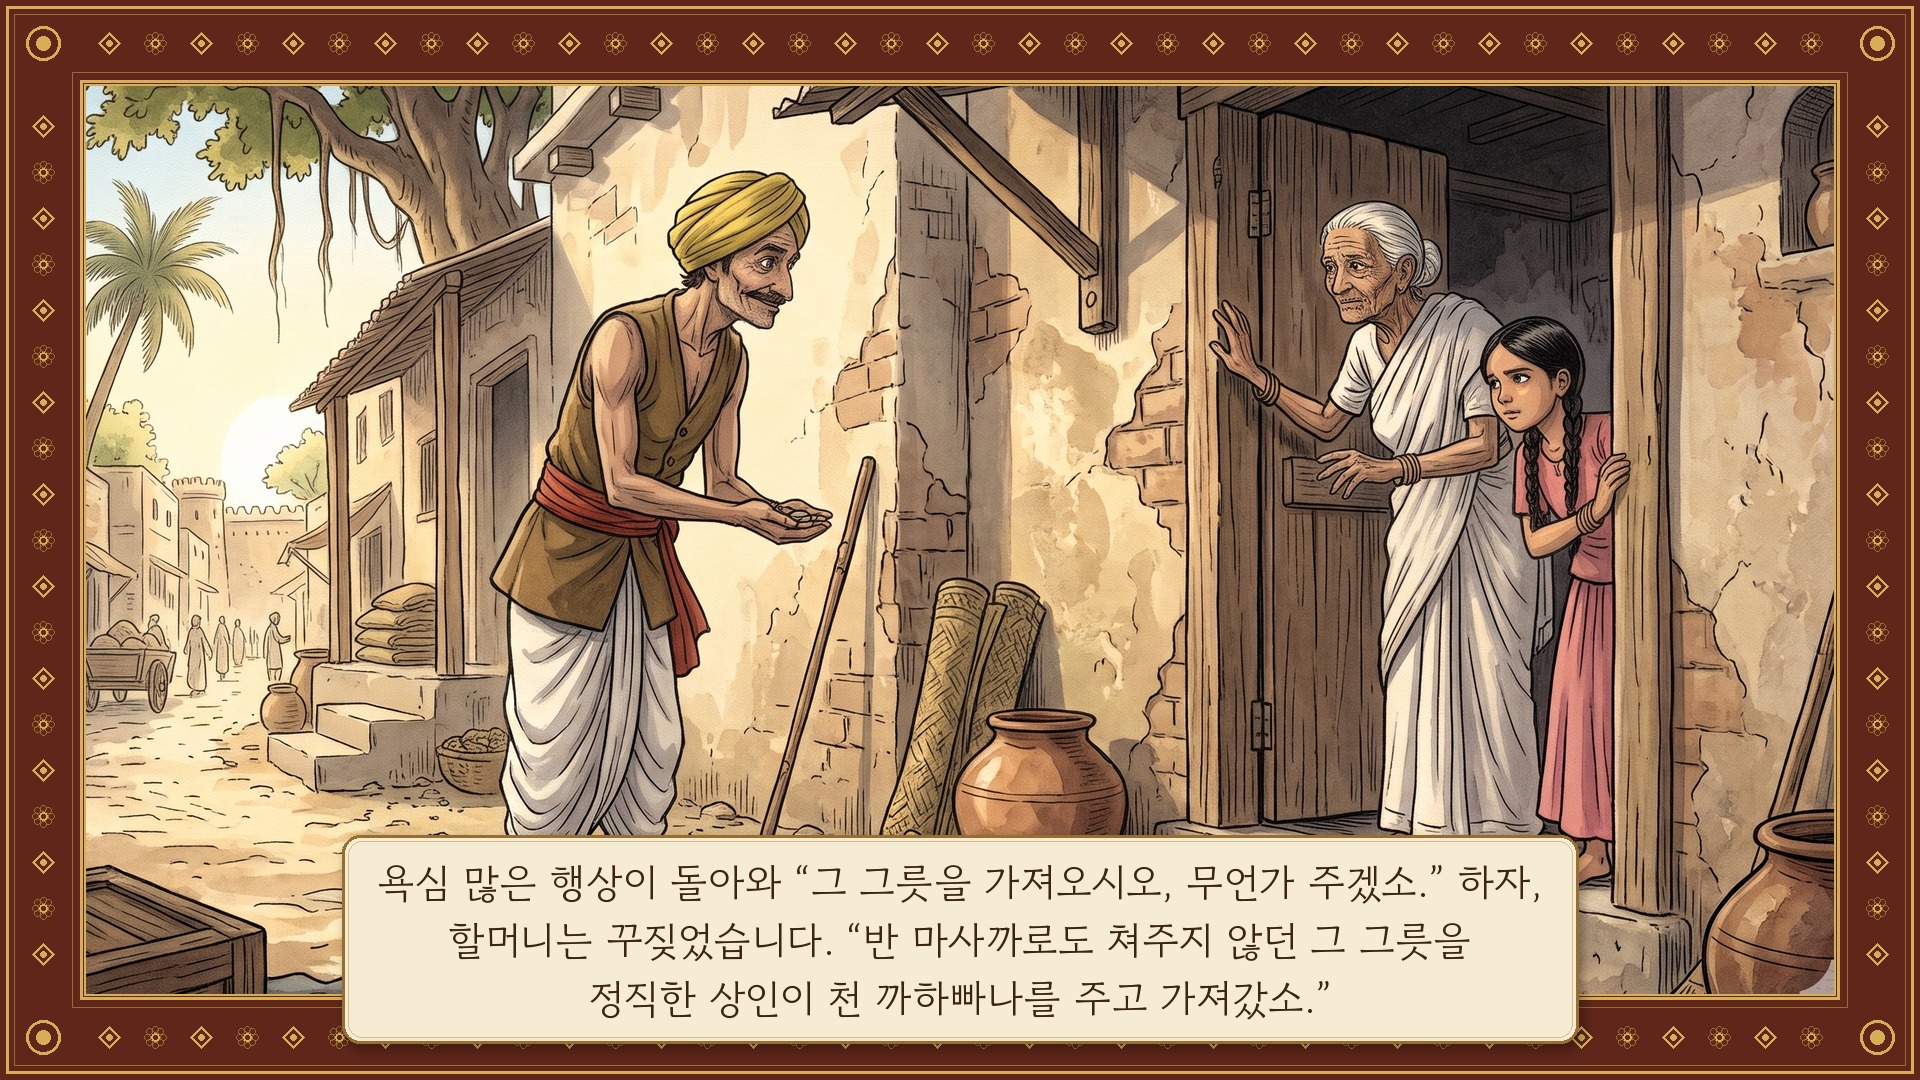 욕심 많은 행상이 돌아와 “그 그릇을 가져오시오, 무언가 주겠소.” 하자,
할머니는 꾸짖었습니다. “반 마사까로도 쳐주지 않던 그 그릇을
정직한 상인이 천 까하빠나를 주고 가져갔소.”